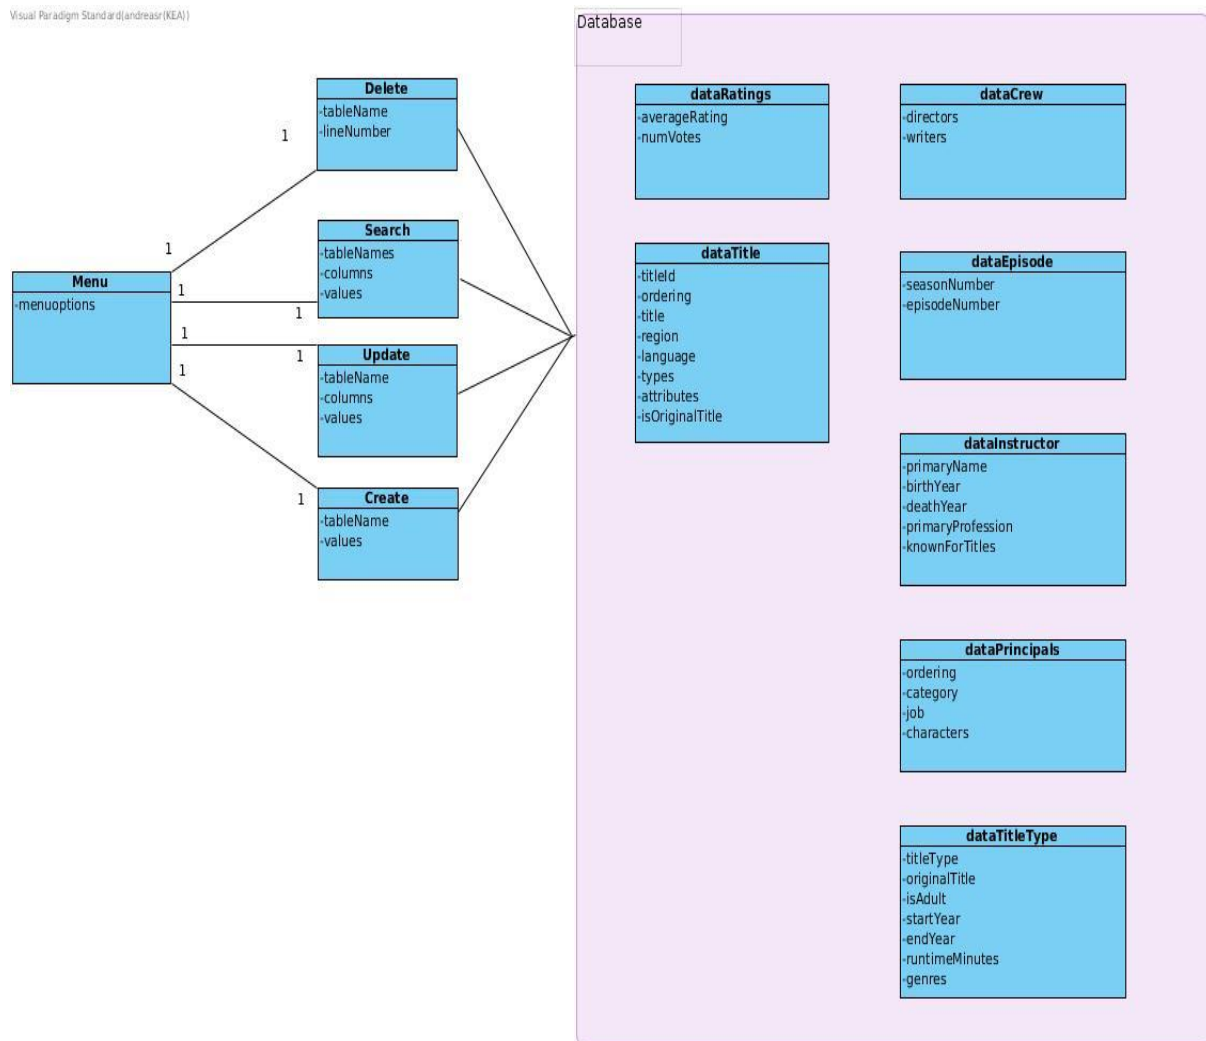 Visual Paradigm Standard(andreasr(KEA))
Database
Delete
-tableName
-lineNumber
1
1
Search
-tableNames
-columns
-values
Menu
-menuoptions
1
1
1
1
Update
-tableName
-columns
-values
1
1
Create
-tableName
-values
dataRatings
-averageRating
-numVotes
dataCrew
-directors
-writers
dataTitle
-titleId
-ordering
-title
-region
-language
-types
-attributes
-isOriginalTitle
dataEpisode
-seasonNumber
-episodeNumber
dataInstructor
-primaryName
-birthYear
-deathYear
-primaryProfession
-knownForTitles
dataPrincipals
-ordering
-category
-job
-characters
dataTitleType
-titleType
-originalTitle
-isAdult
-startYear
-endYear
-runtimeMinutes
-genres